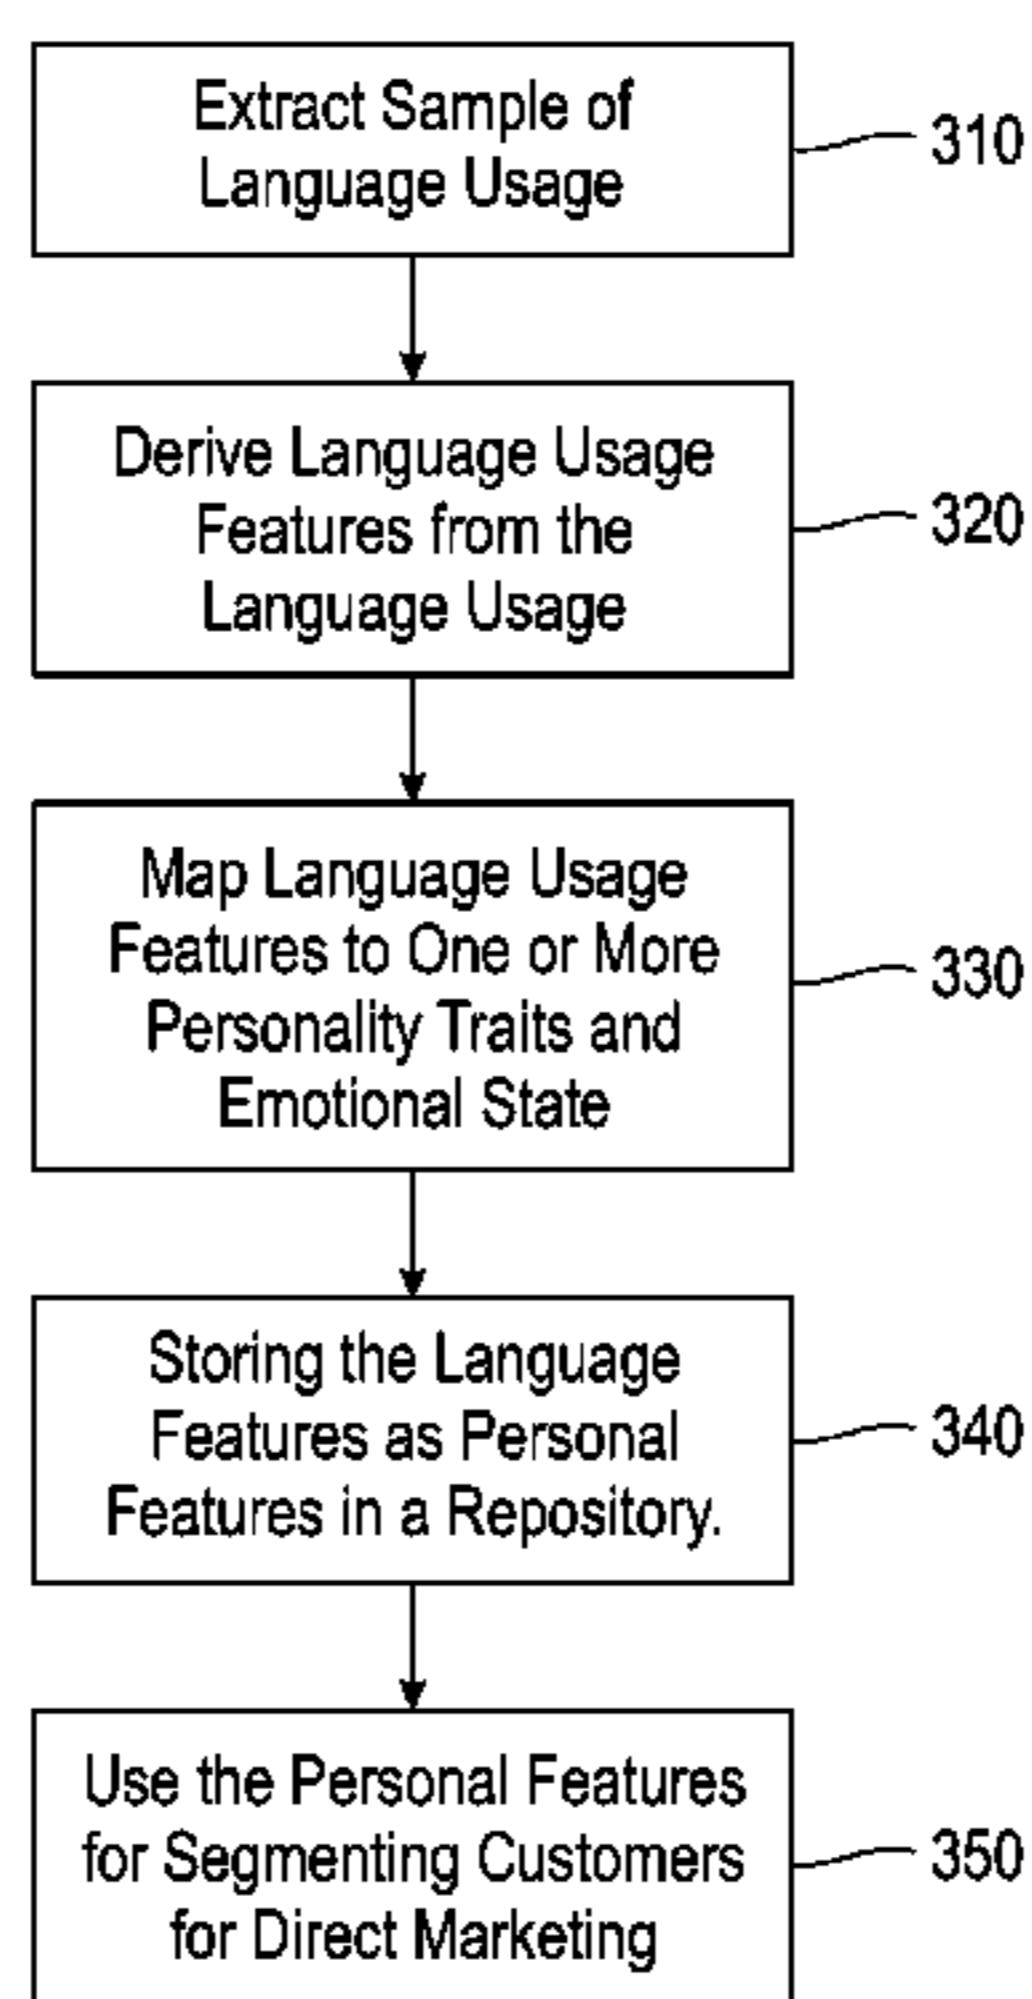 Extract Sample of
Language Usage
310
Derive Language Usage
Features from the
Language Usage
320
Map Language Usage
Features to One or More
Personality Traits and
Emotional State
330
Storing the Language
Features as Personal
Features in a Repository.
340
Use the Personal Features
for Segmenting Customers
for Direct Marketing
350